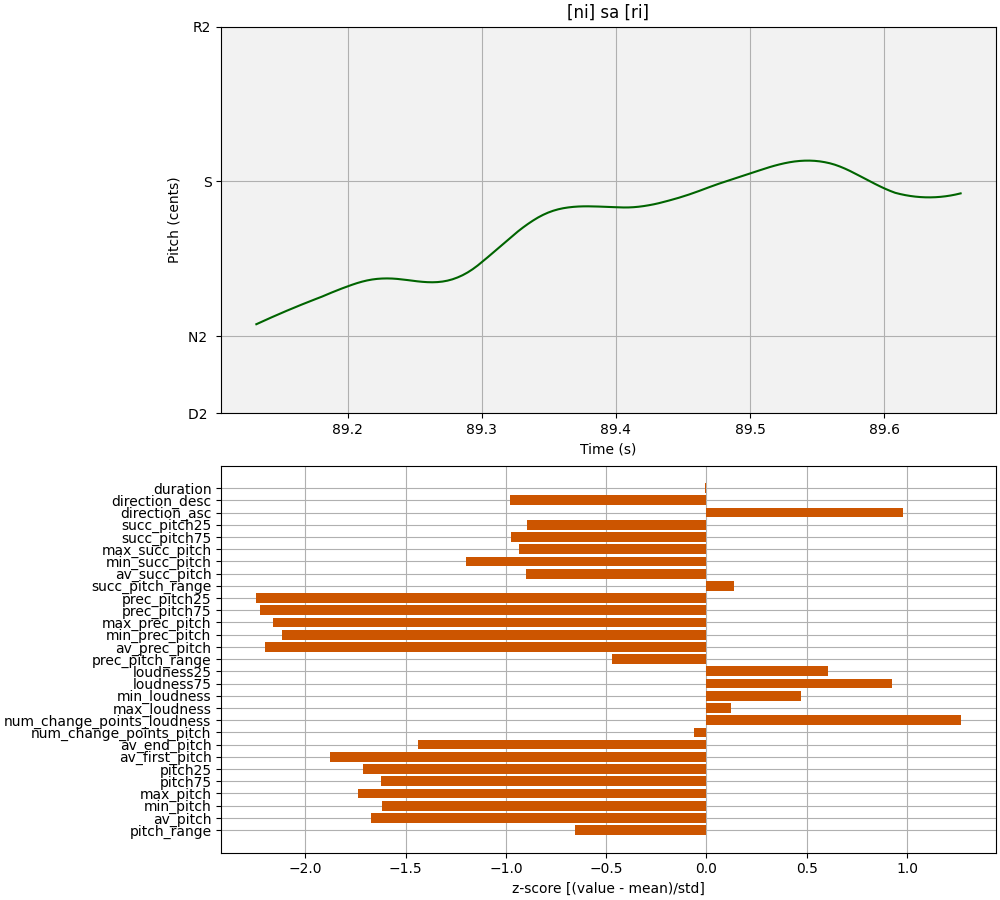 [ni] sa [ri]
R2
S
N2
D2
Pitch (cents)
89.2 89.3 89.4 89.5 89.6
Time (s)
duration
direction_desc
direction_asc
succ_pitch25
succ_pitch75
max_succ_pitch
min_succ_pitch
av_succ_pitch
succ_pitch_range
prec_pitch25
prec_pitch75
max_prec_pitch
min_prec_pitch
av_prec_pitch
prec_pitch_range
loudness25
loudness75
min_loudness
max_loudness
num_change_points_loudness
num_change_points_pitch
av_end_pitch
av_first_pitch
pitch25
pitch75
max_pitch
min_pitch
av_pitch
pitch_range
−2.0 −1.5 −1.0 −0.5 0.0 0.5 1.0
z-score [(value - mean)/std]